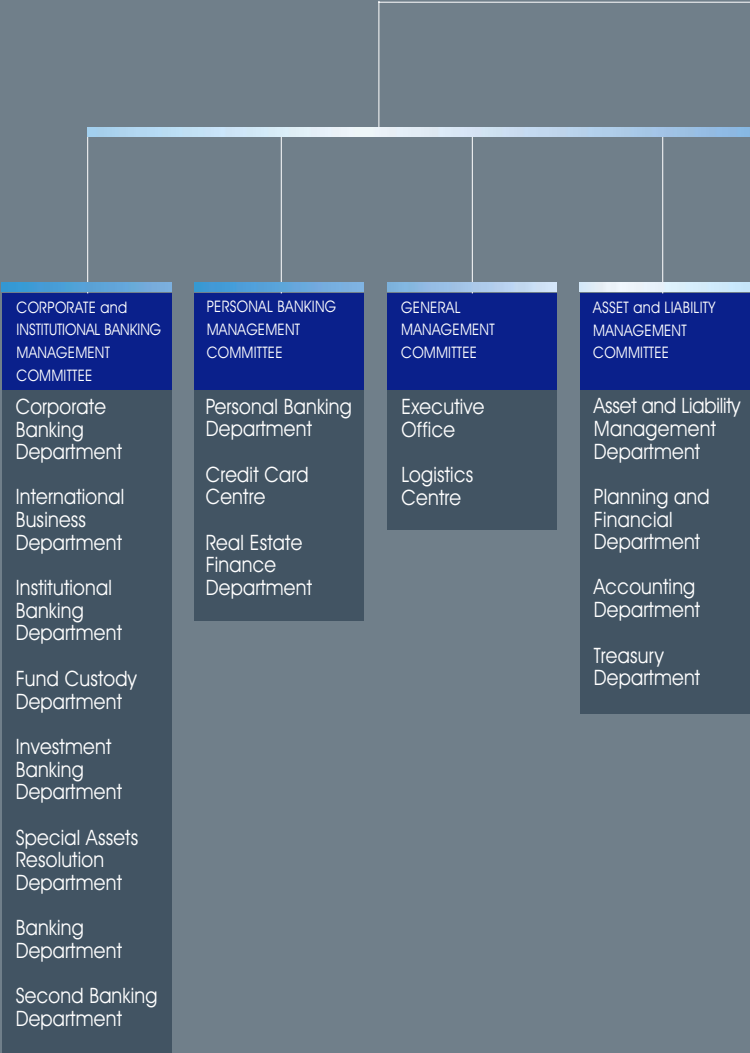 CORPORATE and
INSTITUTIONAL BANKING
MANAGEMENT
COMMITTEE
Corporate
Banking
Department
International
Business
Department
Institutional
Banking
Department
Fund Custody
Department
Investment
Banking
Department
Special Assets
Resolution
Department
Banking
Department
Second Banking
Department
PERSONAL BANKING
MANAGEMENT
COMMITTEE
Personal Banking
Department
Credit Card
Centre
Real Estate
Finance
Department
GENERAL
MANAGEMENT
COMMITTEE
Executive
Office
Logistics
Centre
ASSET and LIABILITY
MANAGEMENT
COMMITTEE
Asset and Liability
Management
Department
Planning and
Financial
Department
Accounting
Department
Treasury
Department